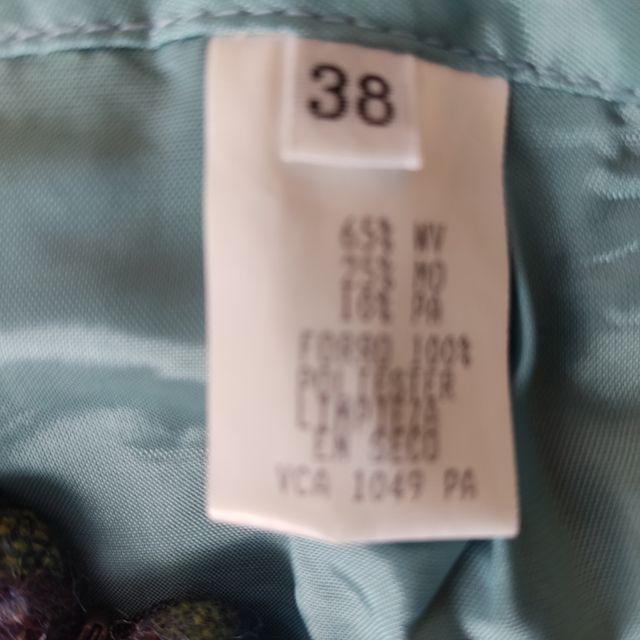 38
65% WV
25% MO
10% PA
FORRO 100%
POLIESTER
LIMPIEZA
EN SECO
VCA 1049 PA